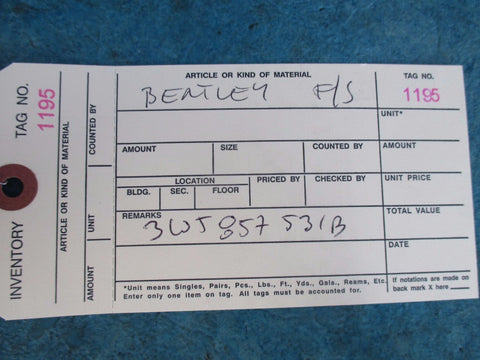 INVENTORY
TAG NO.
1195
ARTICLE OR KIND OF MATERIAL
AMOUNT UNIT COUNTED BY
ARTICLE OR KIND OF MATERIAL
BENTLEY F/S
TAG NO.
1195
UNIT*
AMOUNT SIZE COUNTED BY AMOUNT
LOCATION PRICED BY CHECKED BY UNIT PRICE
BLDG. SEC. FLOOR
REMARKS TOTAL VALUE
3W5 857 531B
DATE
*Unit means Singles, Pairs, Pcs., Lbs., Ft., Yds., Gals., Reams, Etc.
Enter only one item on tag. All tags must be accounted for.
If notations are made on
back mark X here